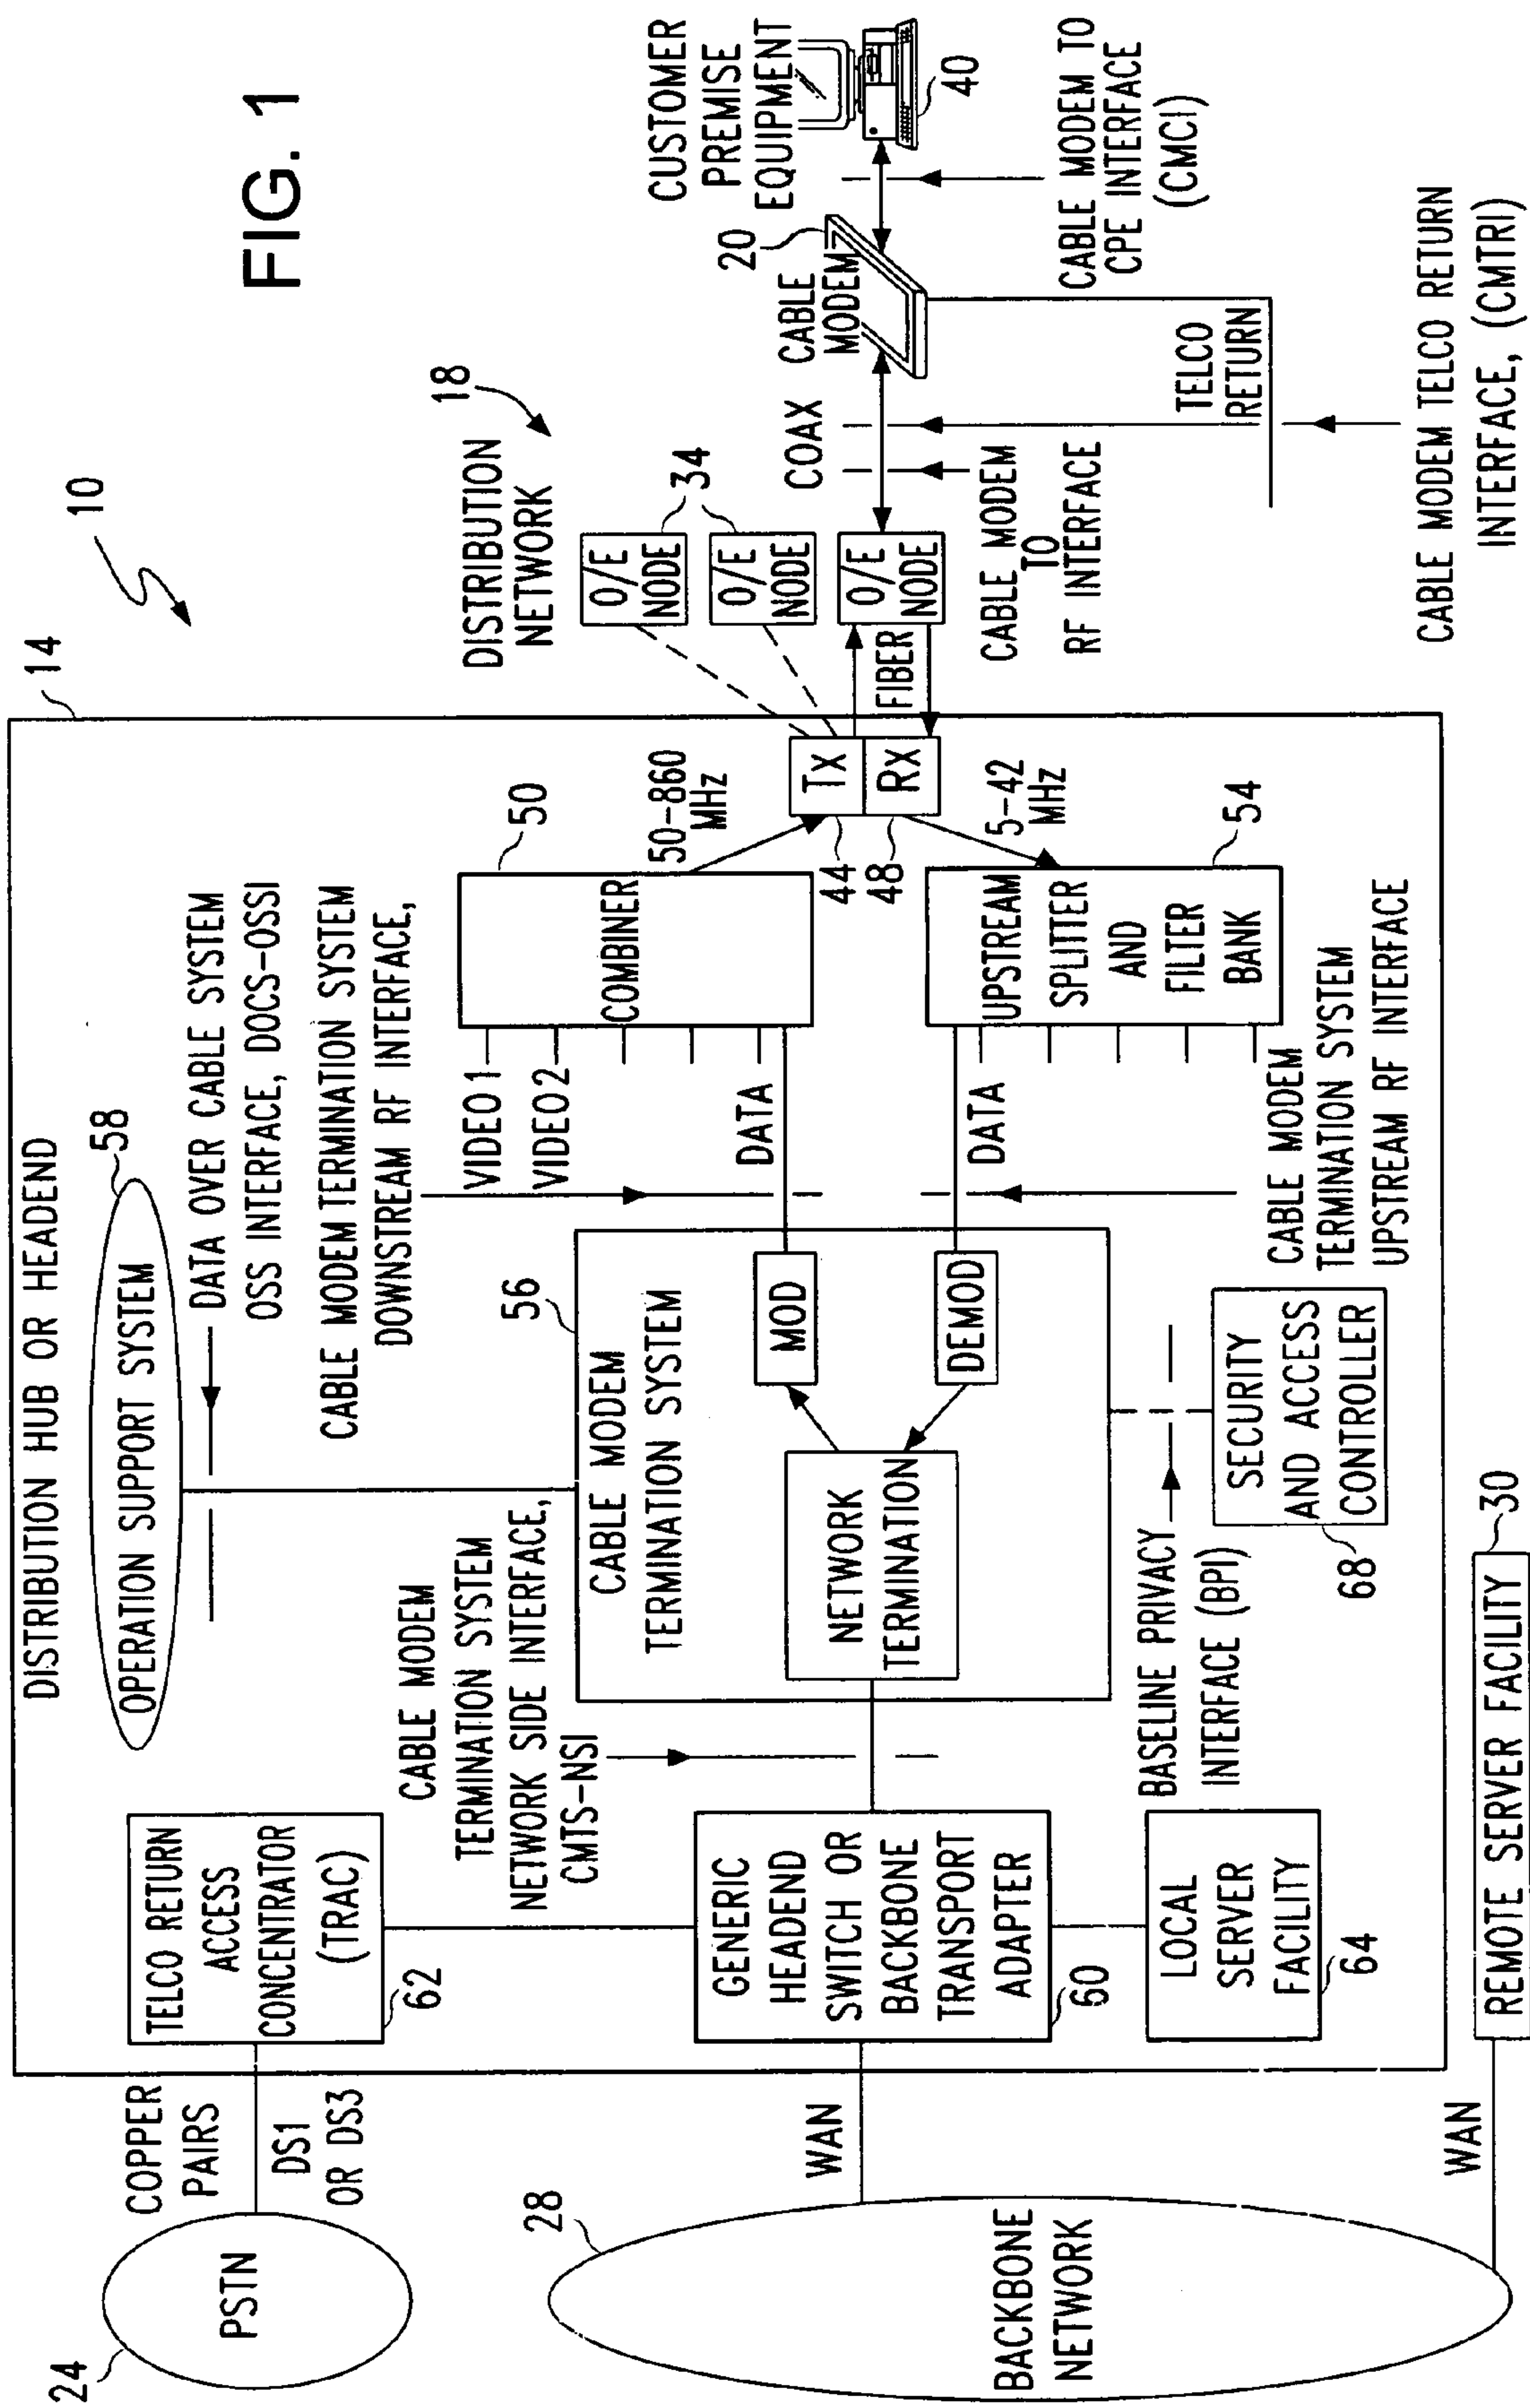 FIG. 1
10
DISTRIBUTION HUB OR HEADEND
14
24
PSTN
COPPER
PAIRS
DS1
OR DS3
TELCO RETURN
ACCESS
CONCENTRATOR
(TRAC)
62
OPERATION SUPPORT SYSTEM
58
DATA OVER CABLE SYSTEM
OSS INTERFACE, DOCS-OSSI
CABLE MODEM TERMINATION SYSTEM
DOWNSTREAM RF INTERFACE,
CABLE MODEM
TERMINATION SYSTEM
NETWORK SIDE INTERFACE,
CMTS-NSI
56
CABLE MODEM
TERMINATION SYSTEM
MOD
DEMOD
NETWORK
TERMINATION
VIDEO 1
VIDEO 2
DATA
COMBINER
50
50-860
MHz
Tx
Rx
44
48
5-42
MHz
54
UPSTREAM
SPLITTER
AND
FILTER
BANK
DATA
CABLE MODEM
TERMINATION SYSTEM
UPSTREAM RF INTERFACE
28
BACKBONE
NETWORK
WAN
GENERIC
HEADEND
SWITCH OR
BACKBONE
TRANSPORT
ADAPTER
60
LOCAL
SERVER
FACILITY
64
BASELINE PRIVACY
INTERFACE (BPI)
SECURITY
AND ACCESS
CONTROLLER
68
WAN
REMOTE SERVER FACILITY
30
DISTRIBUTION
NETWORK
18
O/E
NODE
34
O/E
NODE
O/E
NODE
FIBER
COAX
CABLE MODEM
TO
RF INTERFACE
CABLE
MODEM
20
CUSTOMER
PREMISE
EQUIPMENT
40
CABLE MODEM TO
CPE INTERFACE
(CMCI)
TELCO
RETURN
CABLE MODEM TELCO RETURN
INTERFACE, (CMTRI)